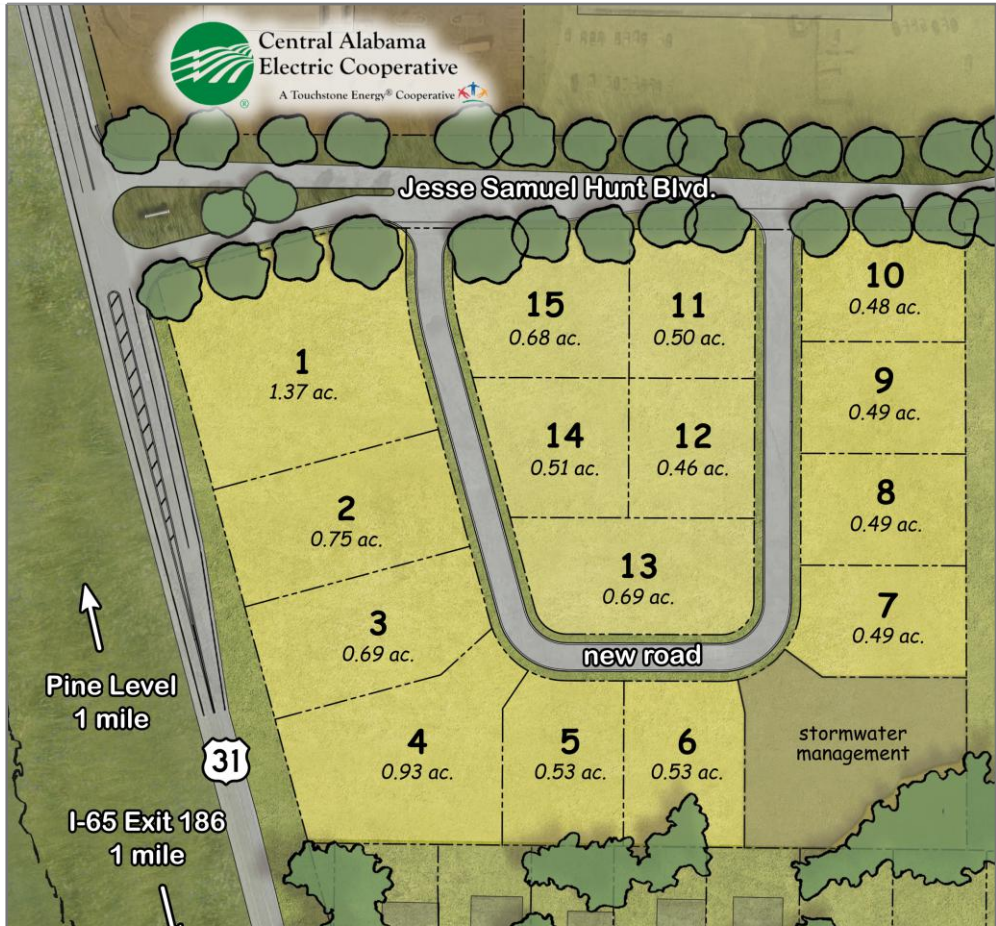 Central Alabama
Electric Cooperative
A Touchstone Energy® Cooperative
®
Jesse Samuel Hunt Blvd.
1
1.37 ac.
15
0.68 ac.
11
0.50 ac.
10
0.48 ac.
9
0.49 ac.
2
0.75 ac.
14
0.51 ac.
12
0.46 ac.
8
0.49 ac.
3
0.69 ac.
13
0.69 ac.
7
0.49 ac.
new road
Pine Level
1 mile
31
4
0.93 ac.
5
0.53 ac.
6
0.53 ac.
stormwater
management
I-65 Exit 186
1 mile